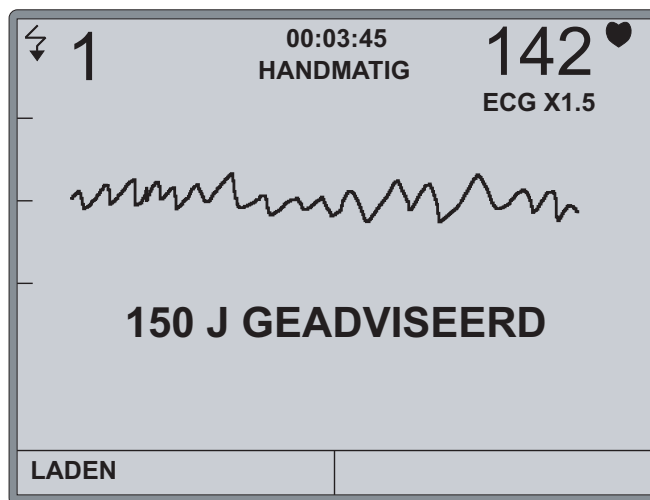 1
00:03:45
142
HANDMATIG
ECG X1.5
150 J GEADVISEERD
LADEN